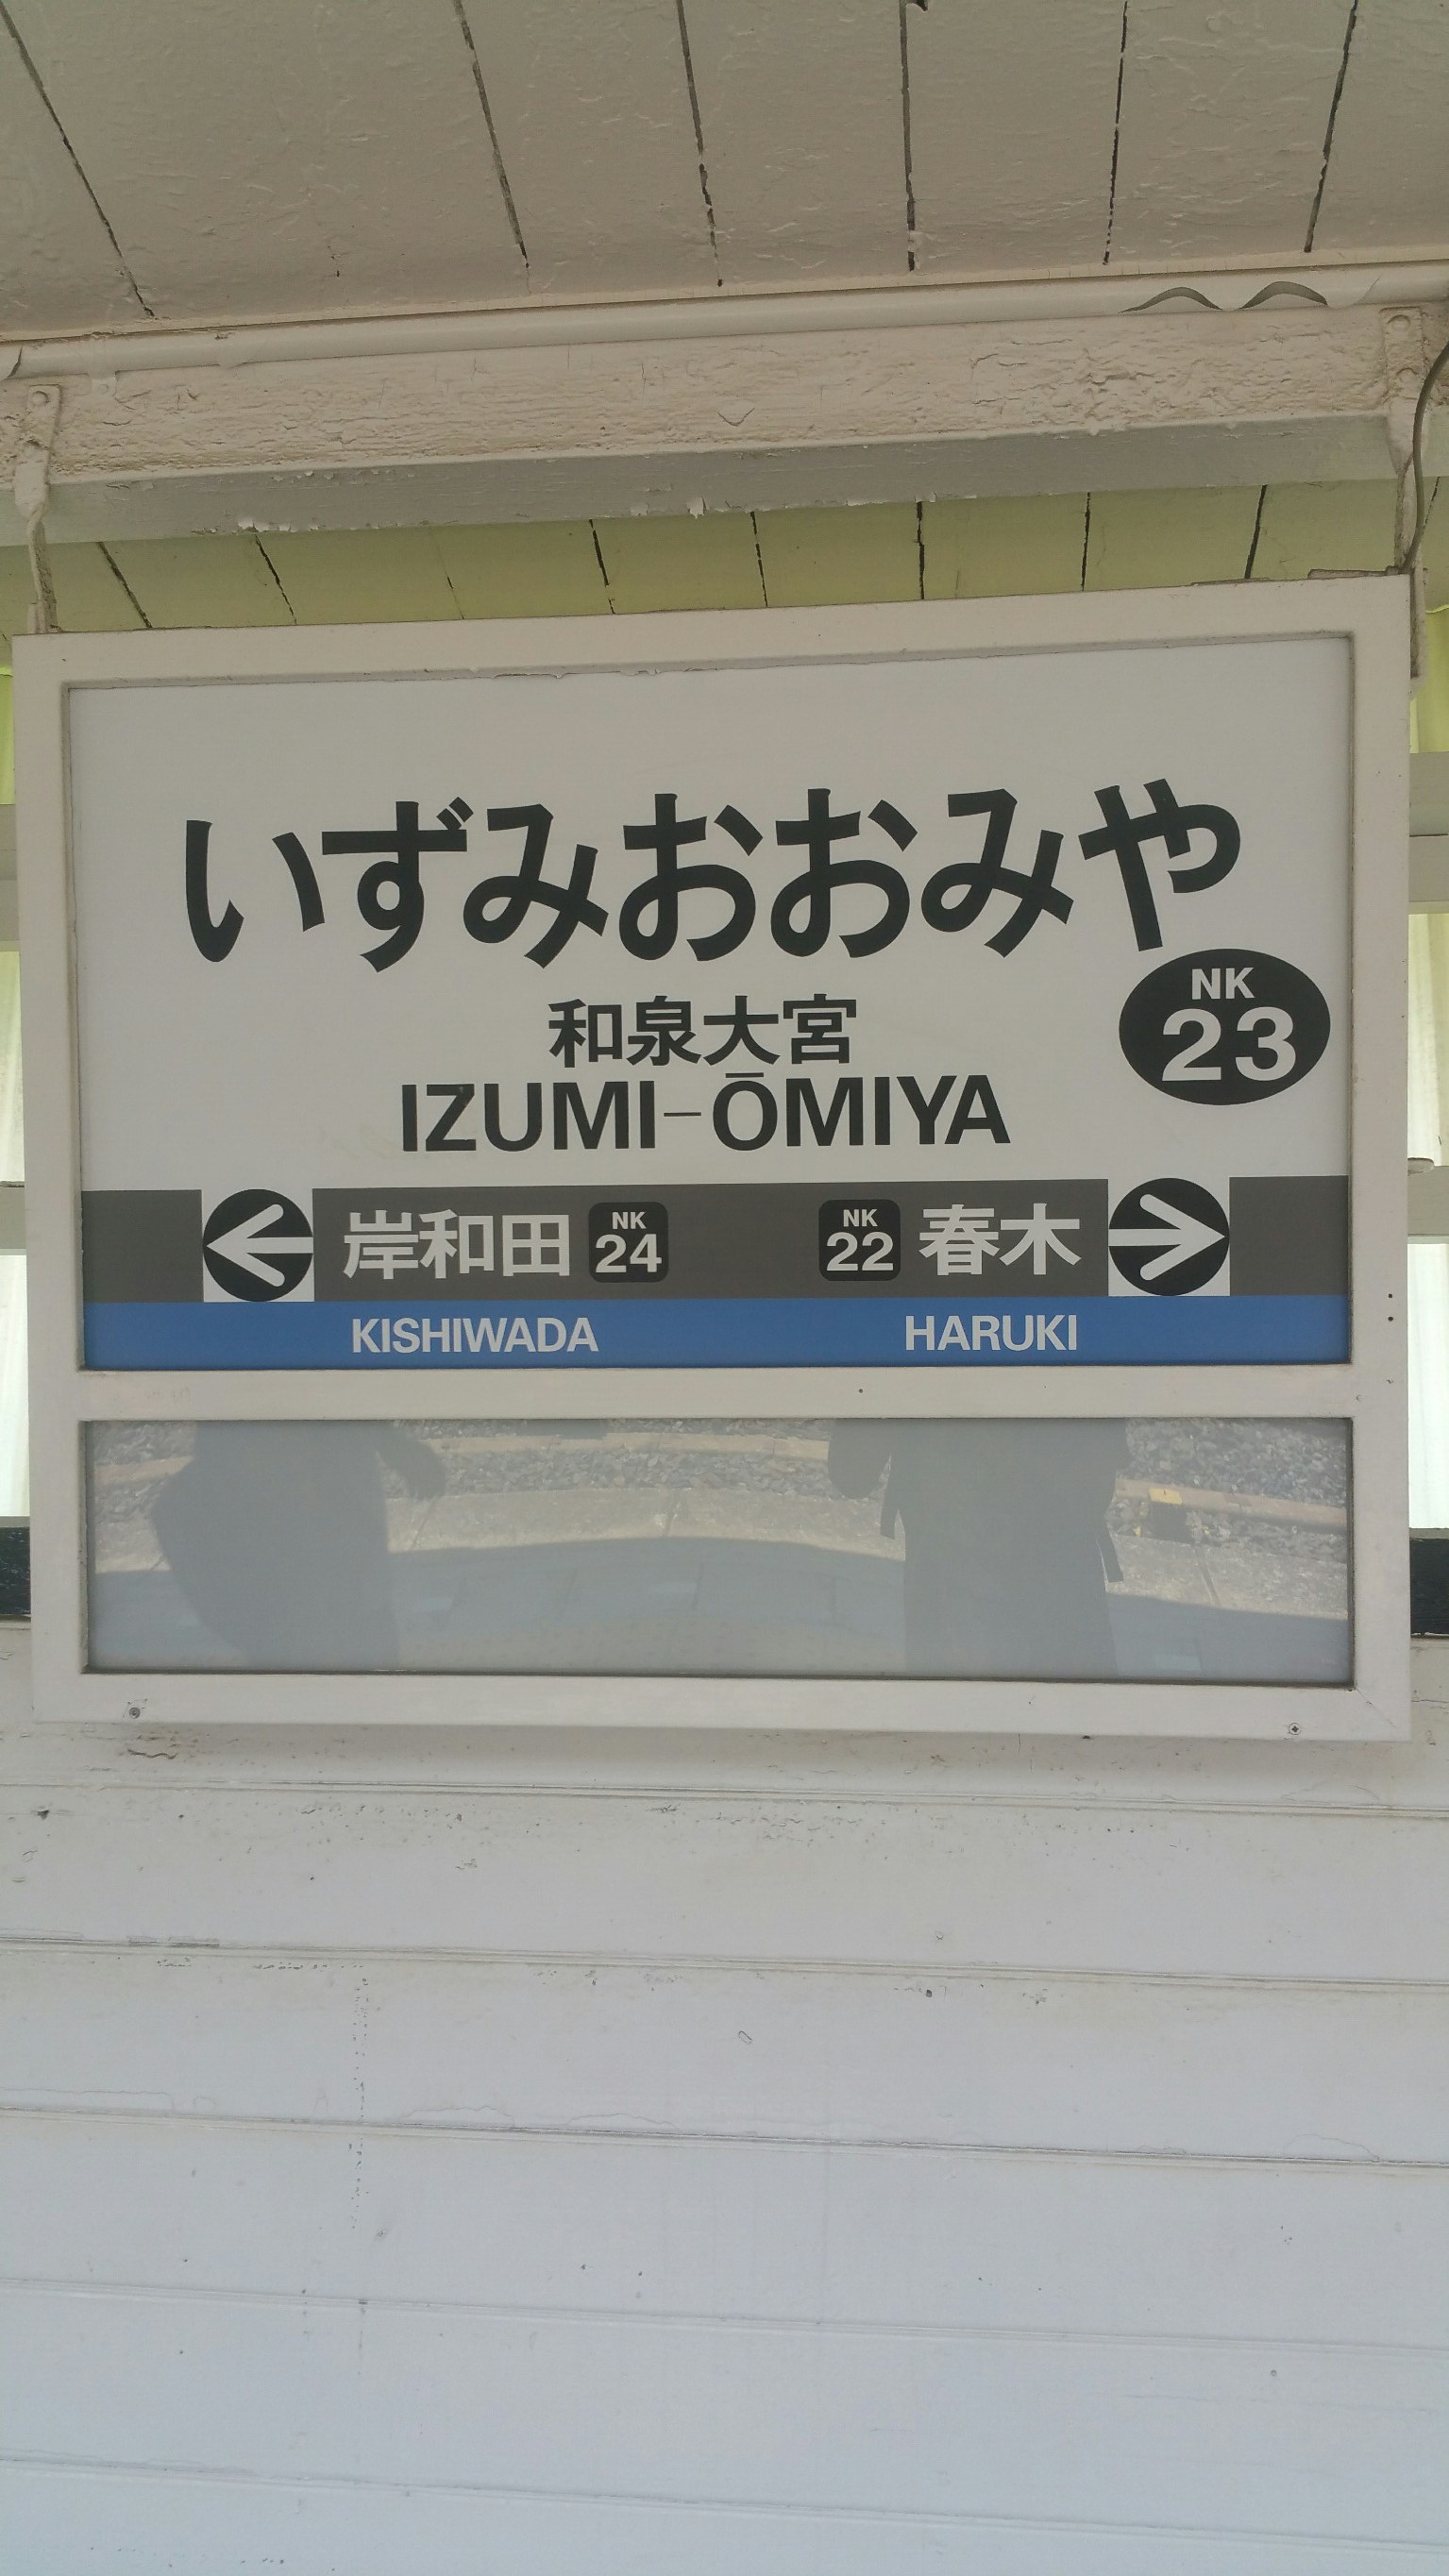 いずみおおみや
和泉大宮
IZUMI-ŌMIYA
NK
23
岸和田 NK 24
NK 22 春木
KISHIWADA
HARUKI